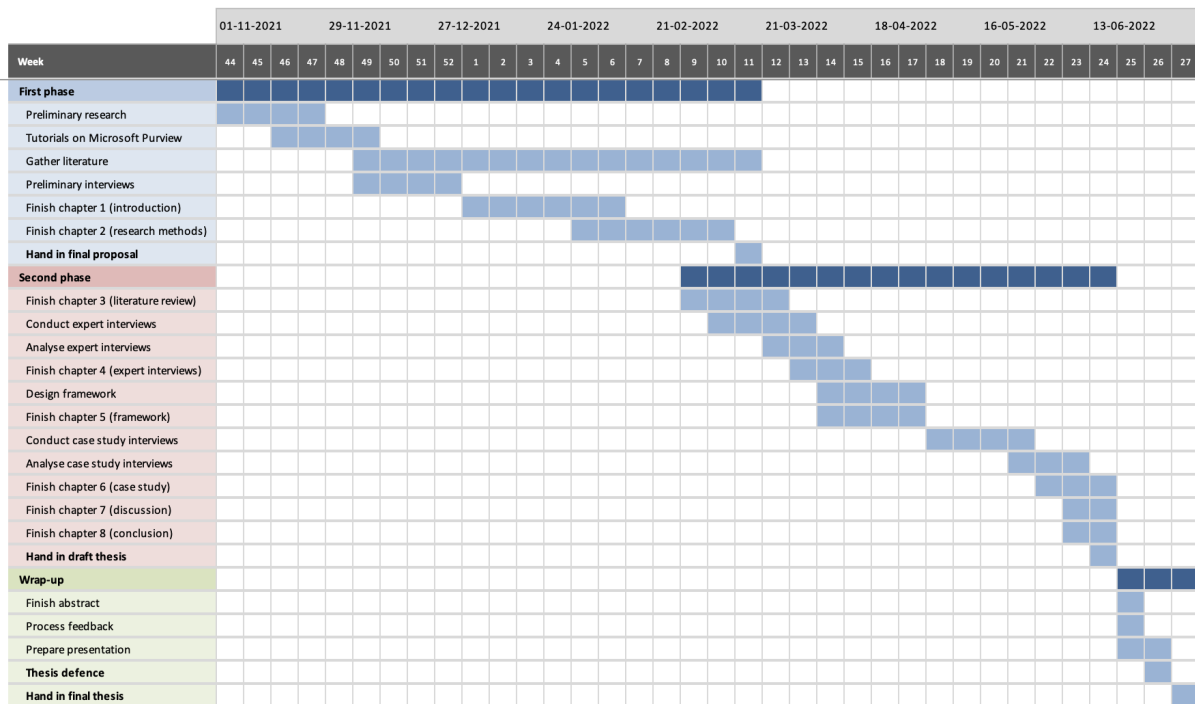 01-11-2021 29-11-2021 27-12-2021 24-01-2022 21-02-2022 21-03-2022 18-04-2022 16-05-2022 13-06-2022
Week 44 45 46 47 48 49 50 51 52 1 2 3 4 5 6 7 8 9 10 11 12 13 14 15 16 17 18 19 20 21 22 23 24 25 26 27
First phase
Preliminary research
Tutorials on Microsoft Purview
Gather literature
Preliminary interviews
Finish chapter 1 (introduction)
Finish chapter 2 (research methods)
Hand in final proposal
Second phase
Finish chapter 3 (literature review)
Conduct expert interviews
Analyse expert interviews
Finish chapter 4 (expert interviews)
Design framework
Finish chapter 5 (framework)
Conduct case study interviews
Analyse case study interviews
Finish chapter 6 (case study)
Finish chapter 7 (discussion)
Finish chapter 8 (conclusion)
Hand in draft thesis
Wrap-up
Finish abstract
Process feedback
Prepare presentation
Thesis defence
Hand in final thesis